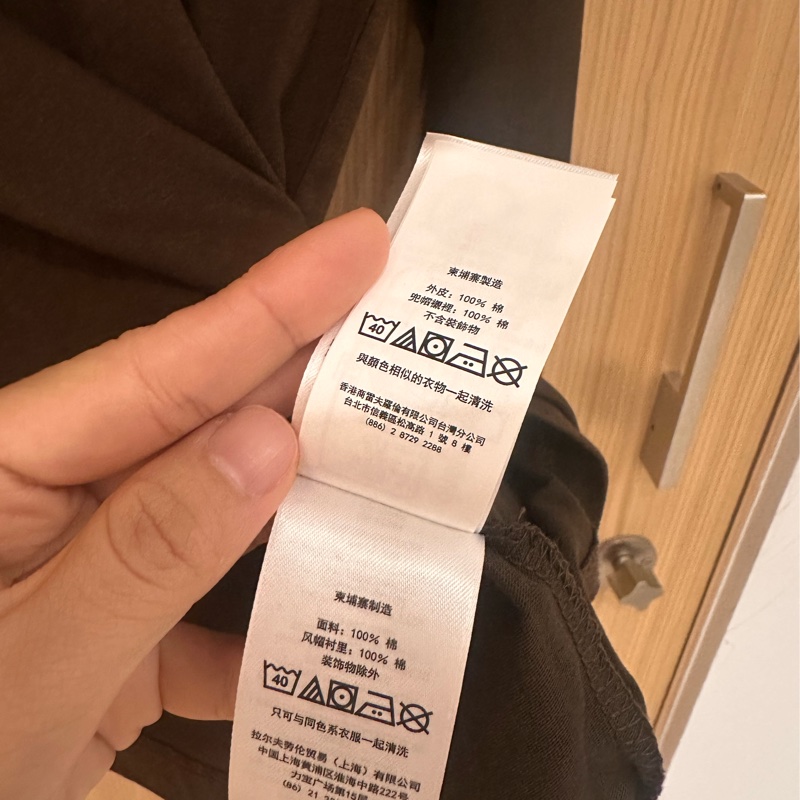 柬埔寨製造
外皮：100% 棉
兜帽襯裡：100% 棉
不含裝飾物
40
與顏色相似的衣物一起清洗
香港商雷夫羅倫有限公司台灣分公司
台北市信義區松高路 1 號 8 樓
(886) 2 8729 2288
柬埔寨制造
面料：100% 棉
风帽衬里：100% 棉
装饰物除外
40
只可与同色系衣服一起清洗
拉尔夫劳伦贸易（上海）有限公司
中国上海黄浦区淮海中路222号
力宝广场第15层
(86) 21